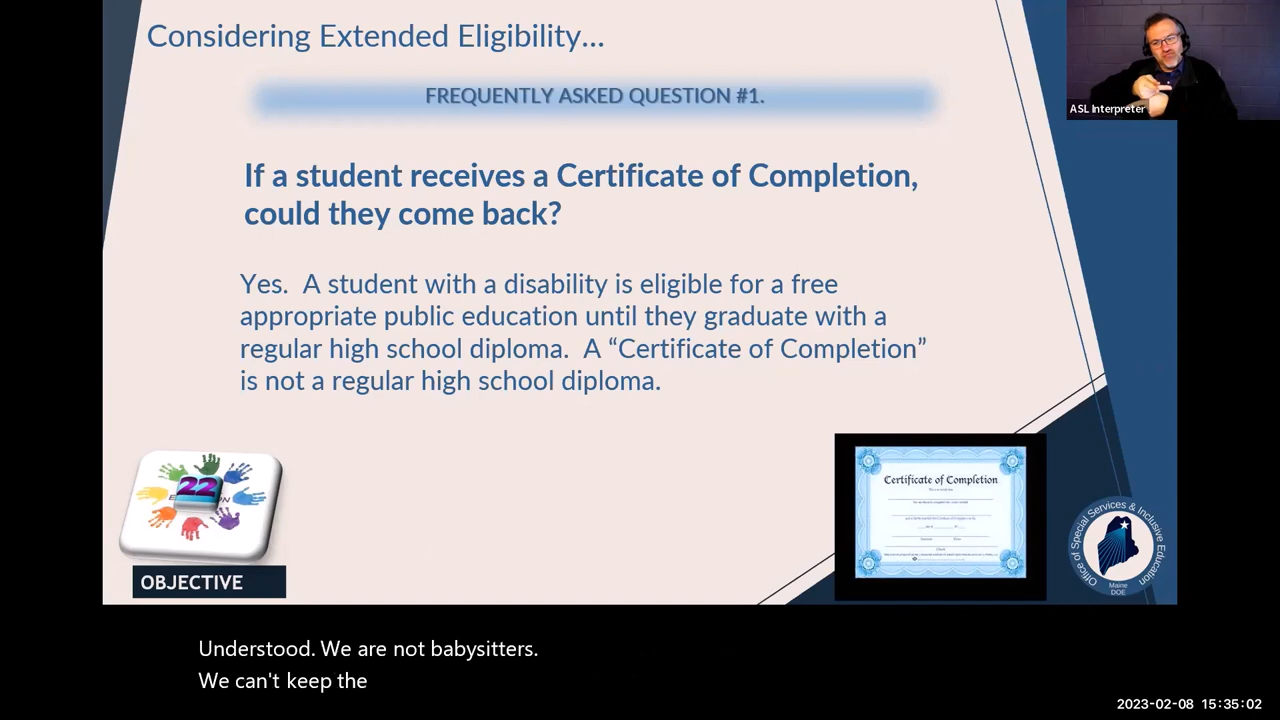 Considering Extended Eligibility...
ASL Interpreter
FREQUENTLY ASKED QUESTION #1.
If a student receives a Certificate of Completion,
could they come back?
Yes.  A student with a disability is eligible for a free
appropriate public education until they graduate with a
regular high school diploma.  A “Certificate of Completion”
is not a regular high school diploma.
22
OBJECTIVE
Certificate of Completion
Office of Special Services & Inclusive Education
Maine
DOE
Understood. We are not babysitters.
We can't keep the
2023-02-08 15:35:02